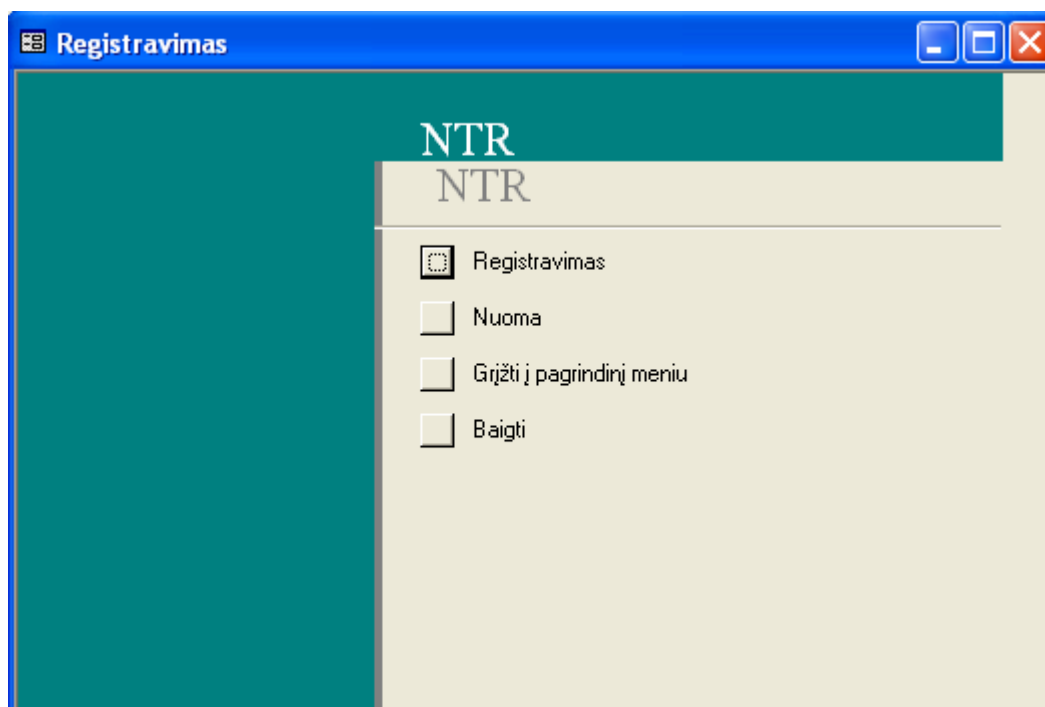 Registravimas
NTR
NTR
Registravimas
Nuoma
Grįžti į pagrindinį meniu
Baigti